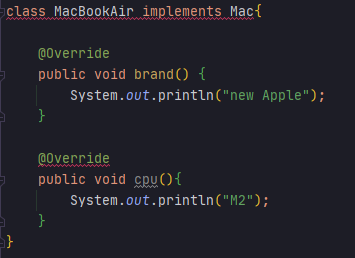 class MacBookAir implements Mac{
@Override
public void brand() {
System.out.println("new Apple");
}
@Override
public void cpu(){
System.out.println("M2");
}
}